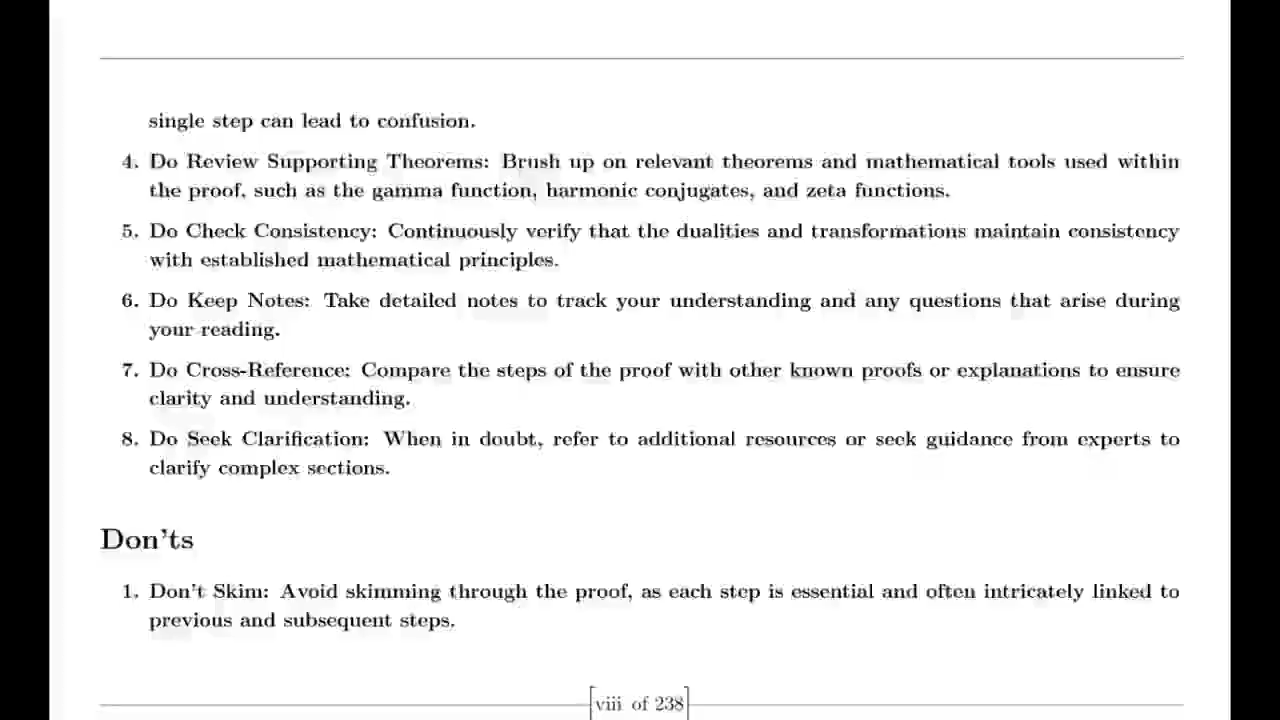 single step can lead to confusion.
4. Do Review Supporting Theorems: Brush up on relevant theorems and mathematical tools used within
the proof, such as the gamma function, harmonic conjugates, and zeta functions.
5. Do Check Consistency: Continuously verify that the dualities and transformations maintain consistency
with established mathematical principles.
6. Do Keep Notes: Take detailed notes to track your understanding and any questions that arise during
your reading.
7. Do Cross-Reference: Compare the steps of the proof with other known proofs or explanations to ensure
clarity and understanding.
8. Do Seek Clarification: When in doubt, refer to additional resources or seek guidance from experts to
clarify complex sections.
Don'ts
1. Don't Skim: Avoid skimming through the proof, as each step is essential and often intricately linked to
previous and subsequent steps.
viii of 238